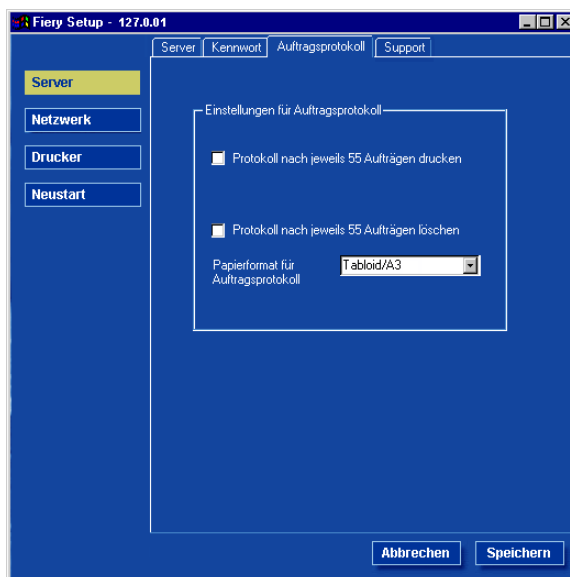 Fiery Setup - 127.0.01
Server Kennwort Auftragsprotokoll Support
Server
Netzwerk
Drucker
Neustart
Einstellungen für Auftragsprotokoll
Protokoll nach jeweils 55 Aufträgen drucken
Protokoll nach jeweils 55 Aufträgen löschen
Papierformat für
Auftragsprotokoll
Tabloid/A3
Abbrechen Speichern